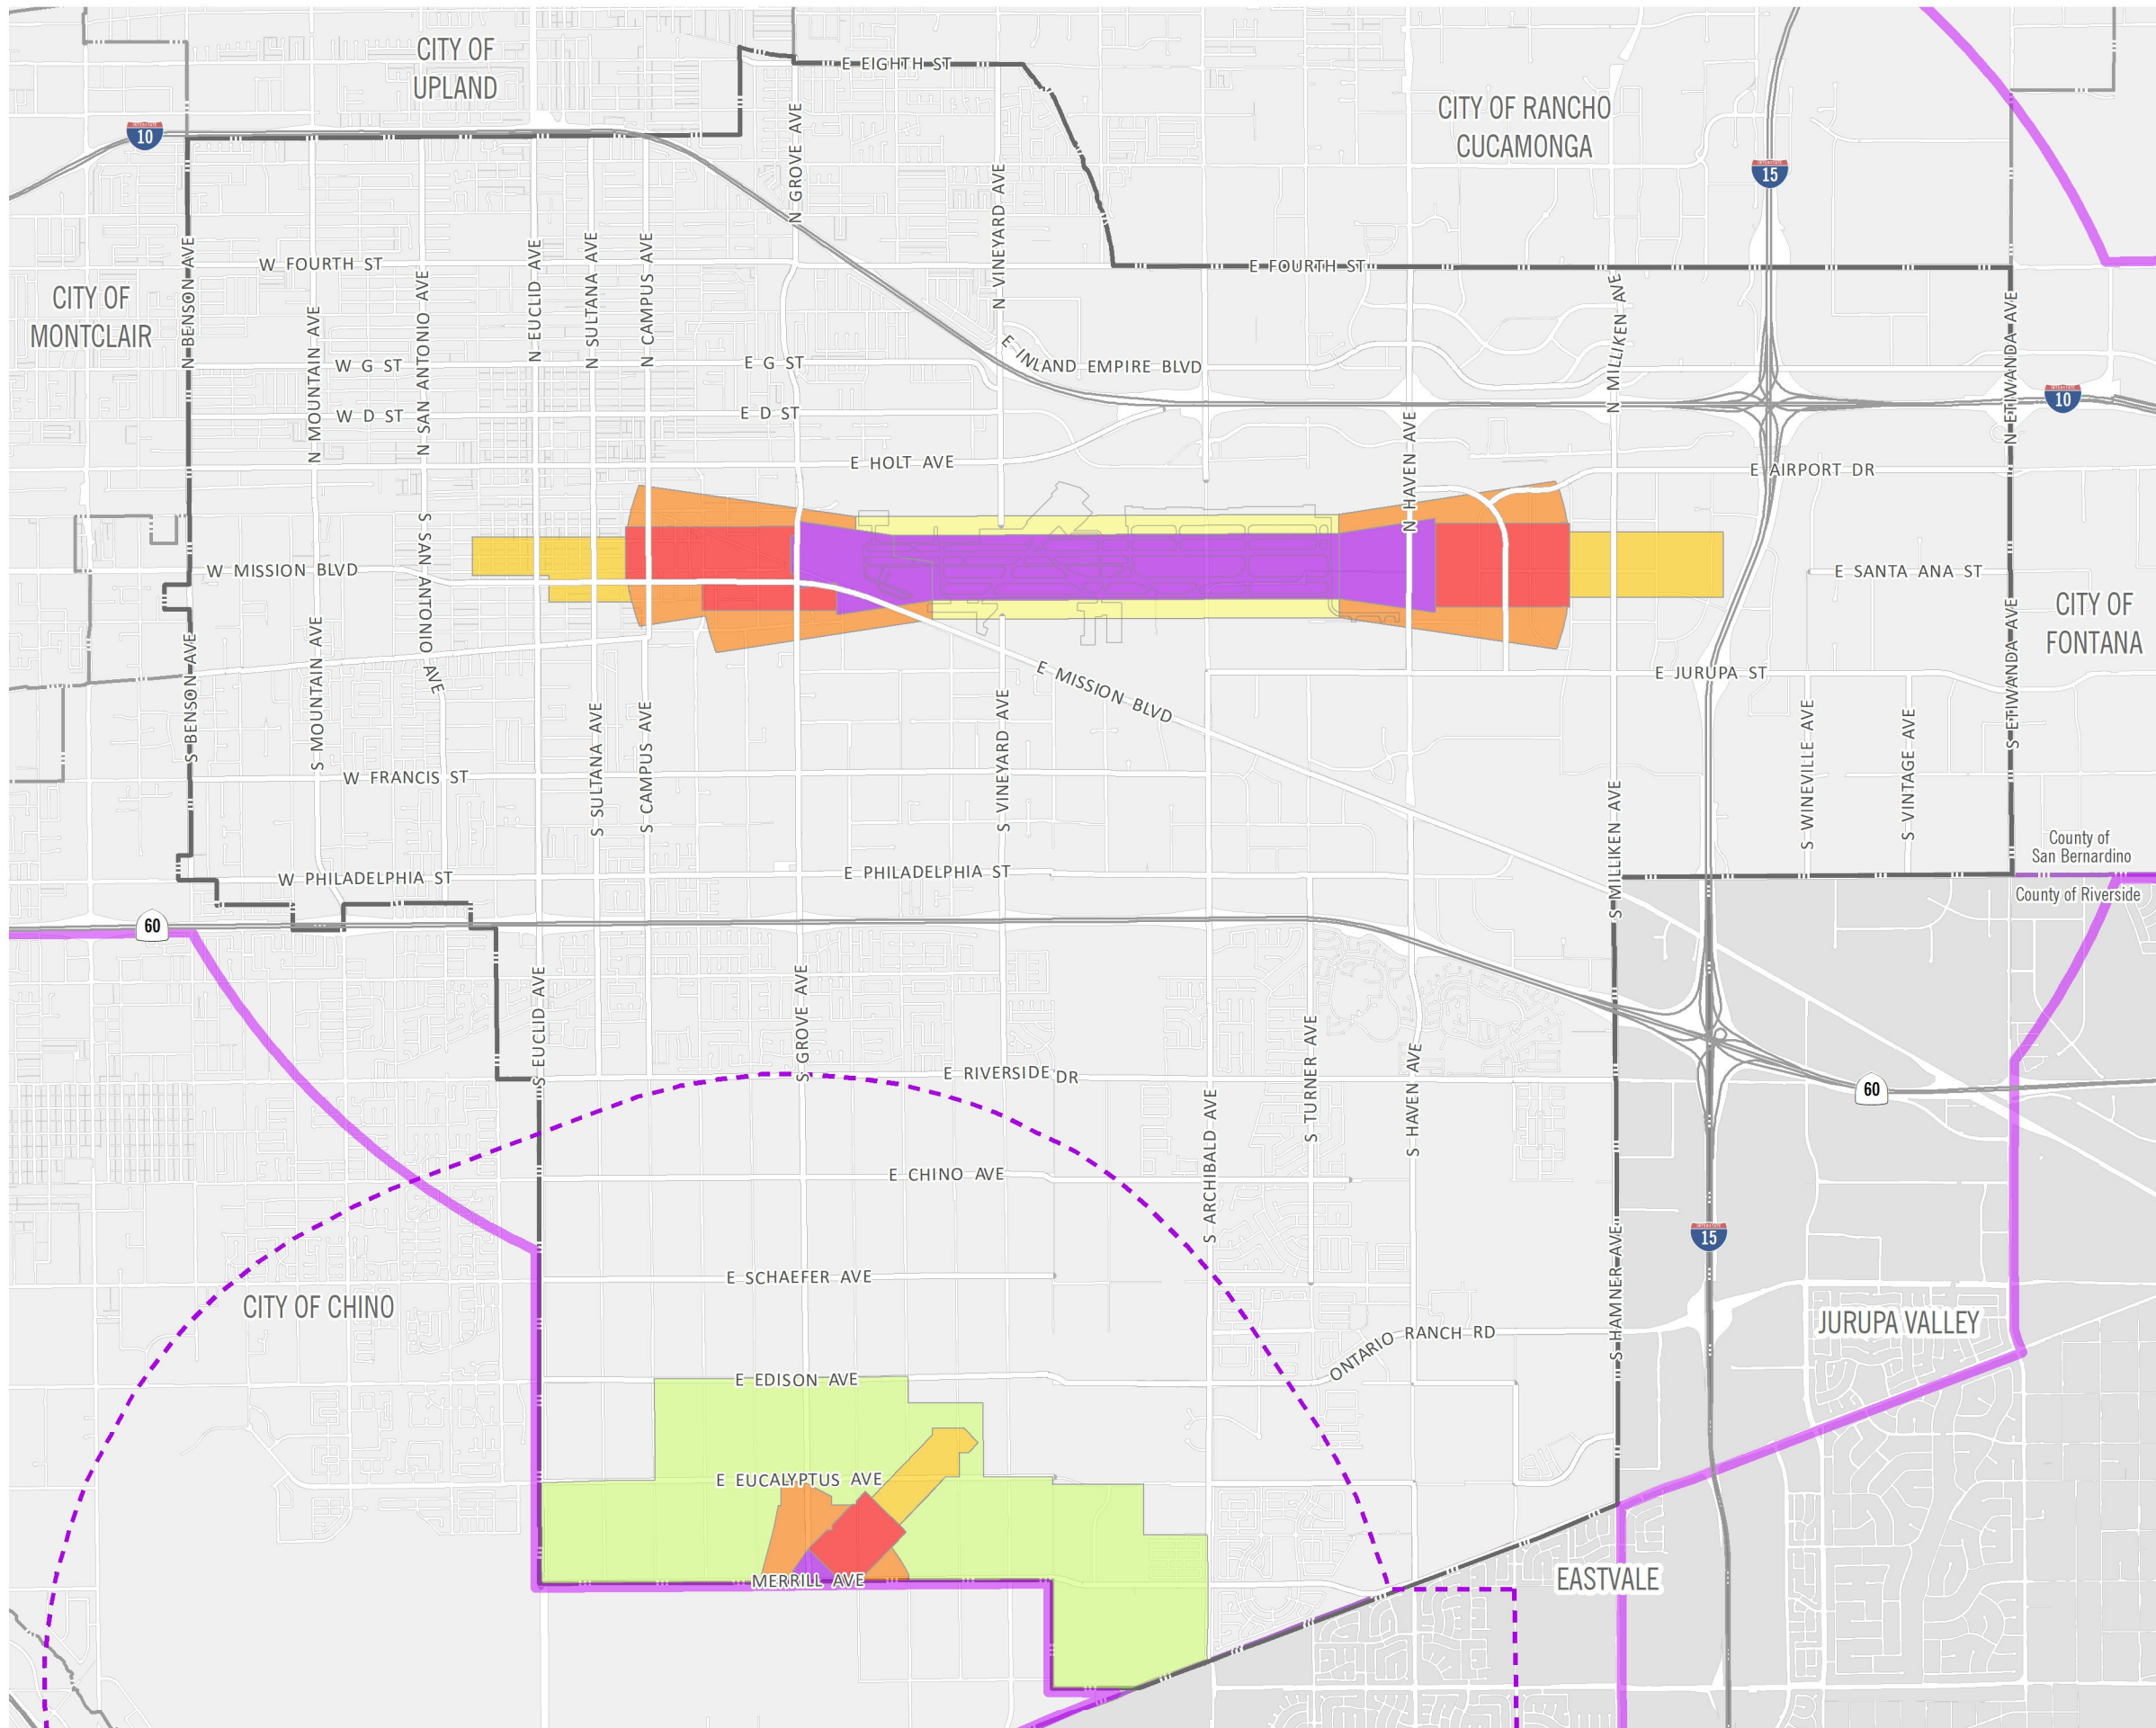 CITY OF
UPLAND
E EIGHTH ST
CITY OF RANCHO
CUCAMONGA
INTERSTATE
10
N GROVE AVE
INTERSTATE
15
N VINEYARD AVE
W FOURTH ST
E FOURTH ST
CITY OF
MONTCLAIR
N BENSON AVE
N MOUNTAIN AVE
N SAN ANTONIO AVE
N EUCLID AVE
N SULTANA AVE
N CAMPUS AVE
N MILLIKEN AVE
N ETIWANDA AVE
W G ST
E G ST
E INLAND EMPIRE BLVD
INTERSTATE
10
W D ST
E D ST
N HAVEN AVE
E HOLT AVE
E AIRPORT DR
W MISSION BLVD
E SANTA ANA ST
CITY OF
FONTANA
S BENSON AVE
S MOUNTAIN AVE
S SAN ANTONIO AVE
E MISSION BLVD
E JURUPA ST
S ETIWANDA AVE
S SULTANA AVE
S CAMPUS AVE
S VINEYARD AVE
S WINEVILLE AVE
S VINTAGE AVE
W FRANCIS ST
S MILLIKEN AVE
County of
San Bernardino
County of Riverside
W PHILADELPHIA ST
E PHILADELPHIA ST
60
S EUCLID AVE
S GROVE AVE
S TURNER AVE
S HAVEN AVE
E RIVERSIDE DR
60
S ARCHIBALD AVE
E CHINO AVE
S HAMNER AVE
INTERSTATE
15
E SCHAEFER AVE
CITY OF CHINO
JURUPA VALLEY
ONTARIO RANCH RD
E EDISON AVE
E EUCALYPTUS AVE
MERRILL AVE
EASTVALE